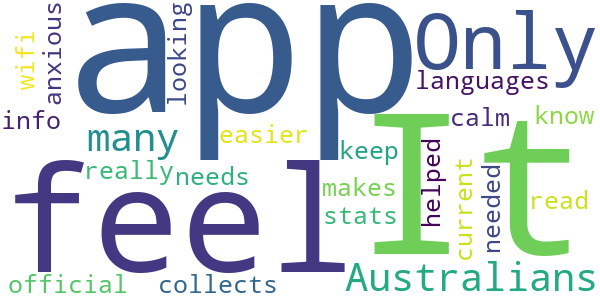 app
Only
It
feel
Australians
many
languages
looking
anxious
wifi
info
easier
calm
know
really
needs
keep
makes
stats
helped
current
needed
read
official
collects